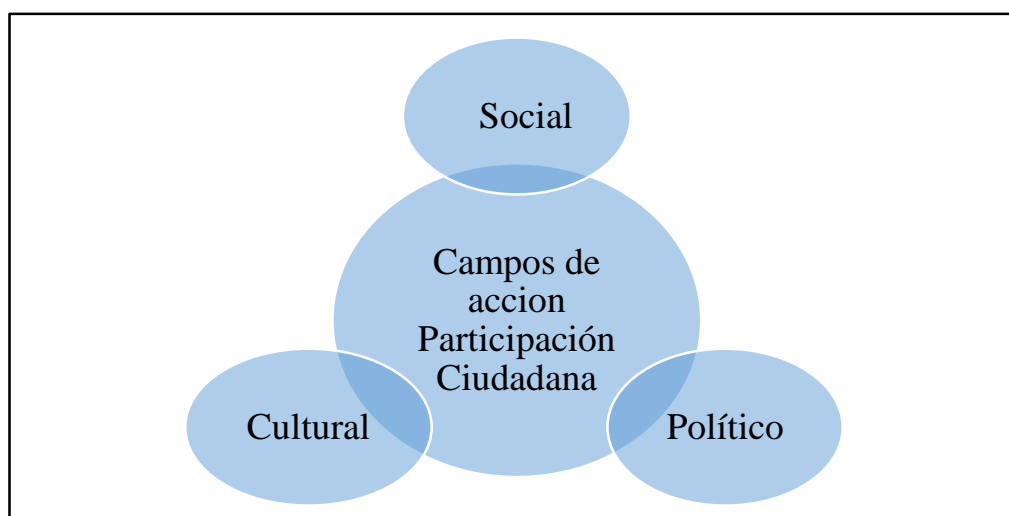 Social
Campos de
accion
Participación
Ciudadana
Cultural
Político